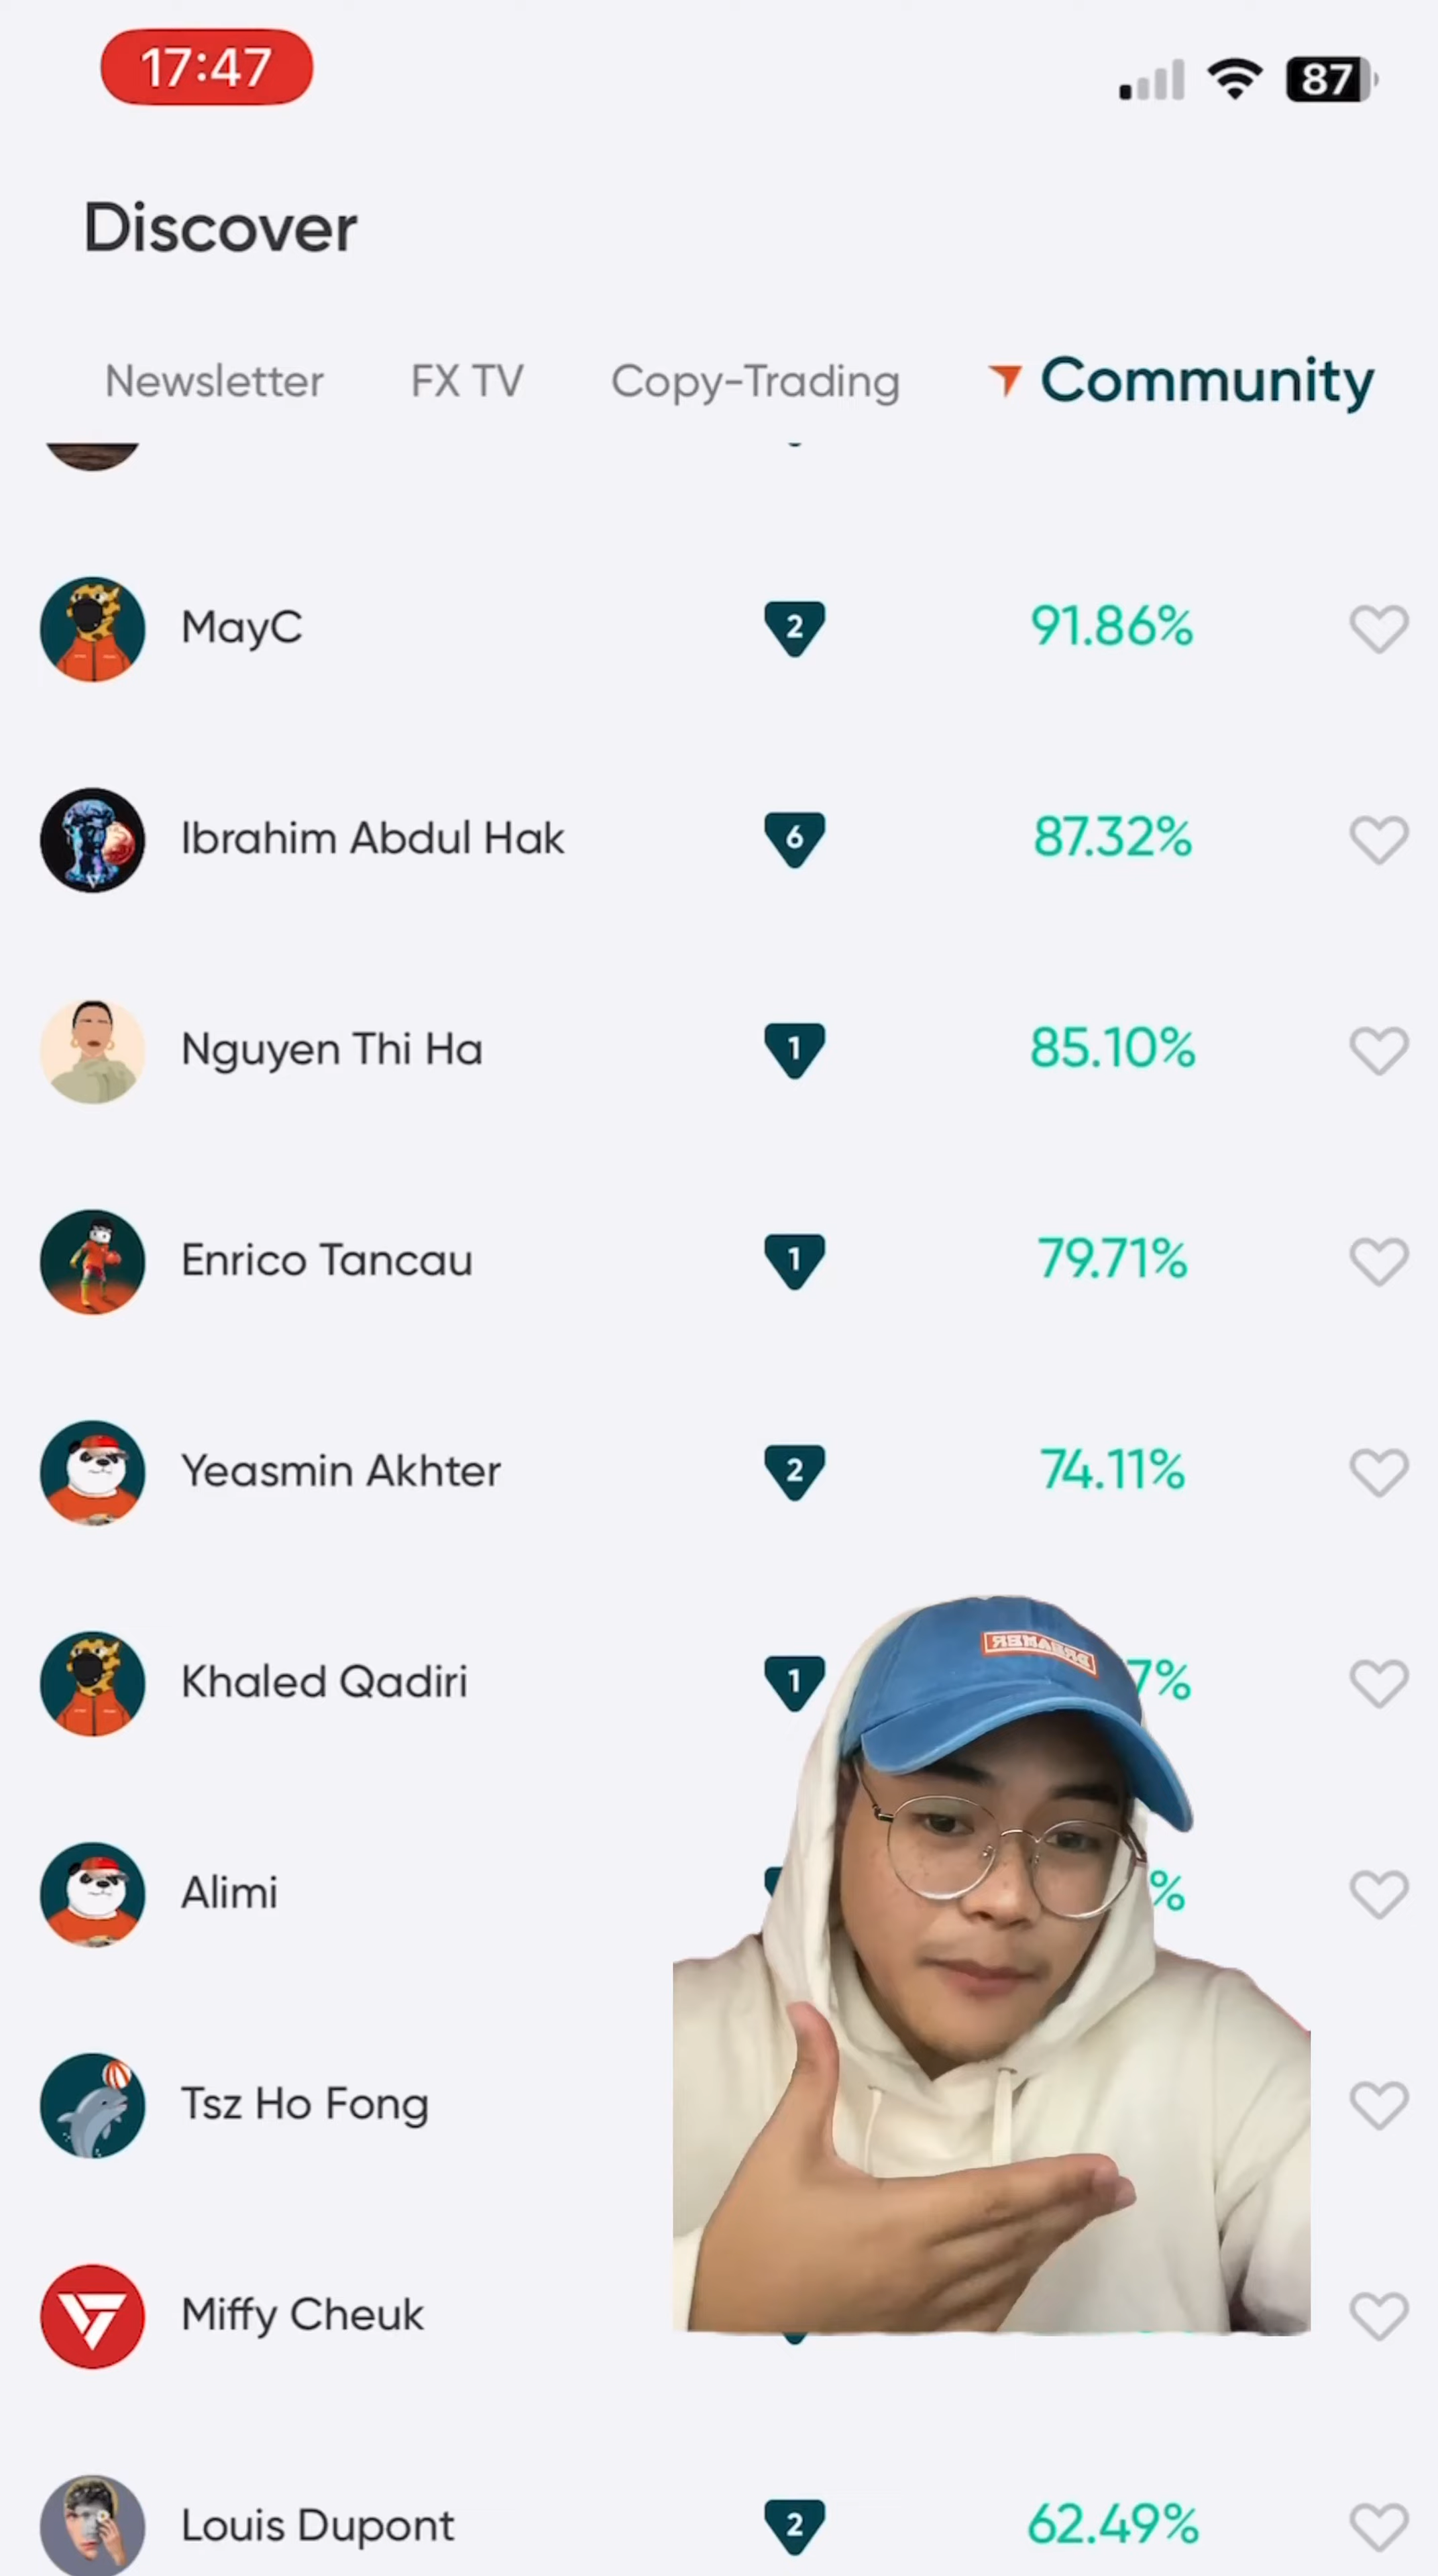 17:47
87
Discover
Newsletter FX TV Copy-Trading Community
MayC 2 91.86%
Ibrahim Abdul Hak 6 87.32%
Nguyen Thi Ha 1 85.10%
Enrico Tancau 1 79.71%
Yeasmin Akhter 2 74.11%
DREAMER
Khaled Qadiri 1 7%
Alimi %
Tsz Ho Fong
Miffy Cheuk
Louis Dupont 2 62.49%